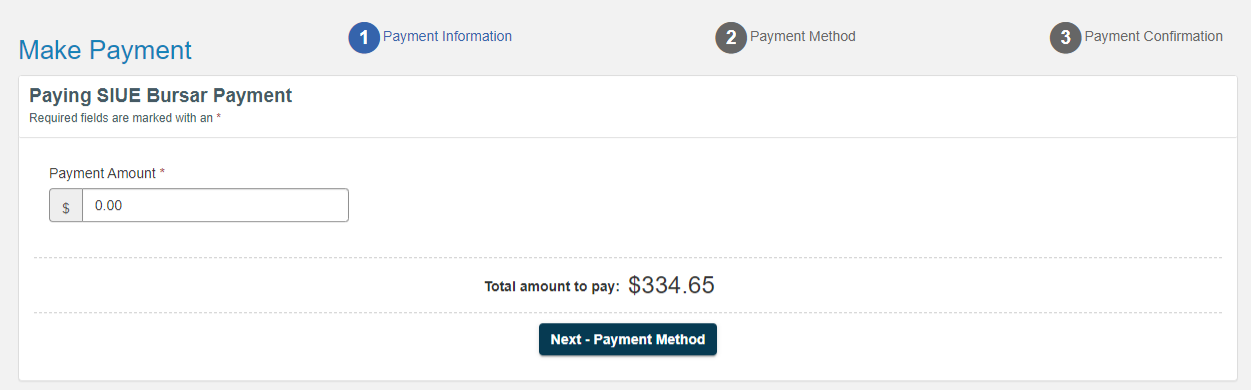 Make Payment
1 Payment Information
2 Payment Method
3 Payment Confirmation
Paying SIUE Bursar Payment
Required fields are marked with an *
Payment Amount *
$ 0.00
Total amount to pay: $334.65
Next - Payment Method